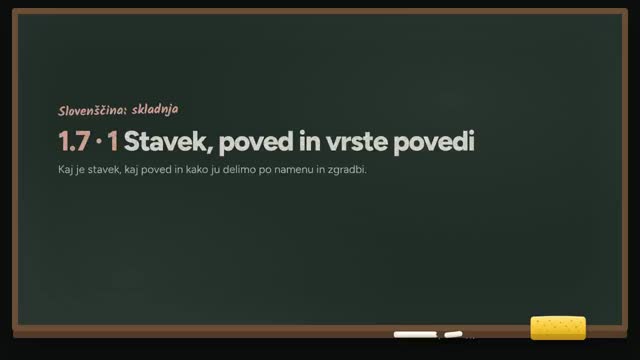 Slovenščina: skladnja
1.7 · 1 Stavek, poved in vrste povedi
Kaj je stavek, kaj poved in kako ju delimo po namenu in zgradbi.